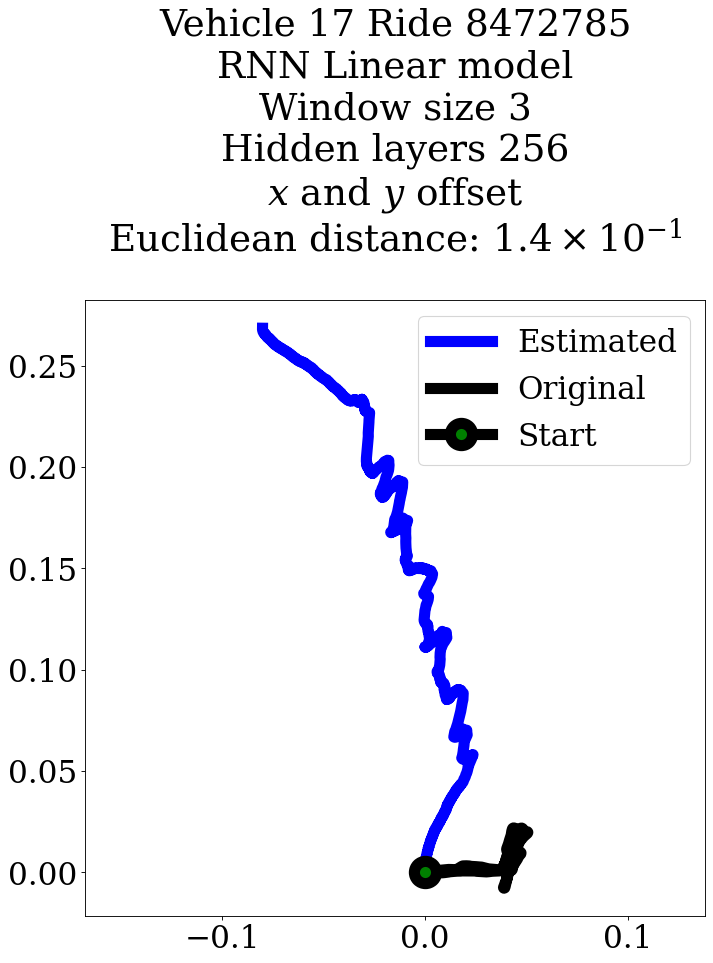 Vehicle 17 Ride 8472785
RNN Linear model
Window size 3
Hidden layers 256
x and y offset
Euclidean distance: 1.4 × 10⁻¹
Estimated
Original
Start
0.25
0.20
0.15
0.10
0.05
0.00
−0.1
0.0
0.1